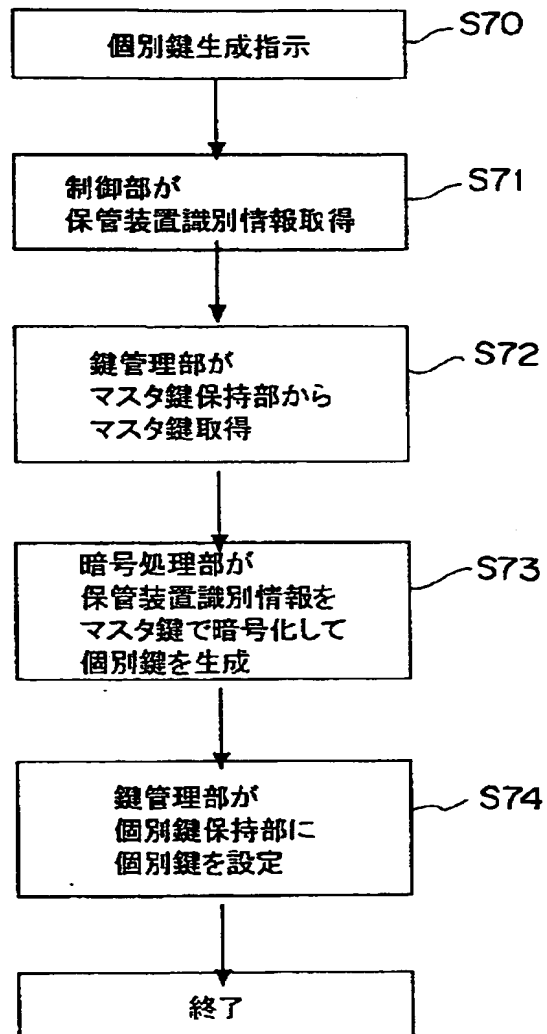 S70
個別鍵生成指示
S71
制御部が
保管装置識別情報取得
S72
鍵管理部が
マスタ鍵保持部から
マスタ鍵取得
S73
暗号処理部が
保管装置識別情報を
マスタ鍵で暗号化して
個別鍵を生成
S74
鍵管理部が
個別鍵保持部に
個別鍵を設定
終了